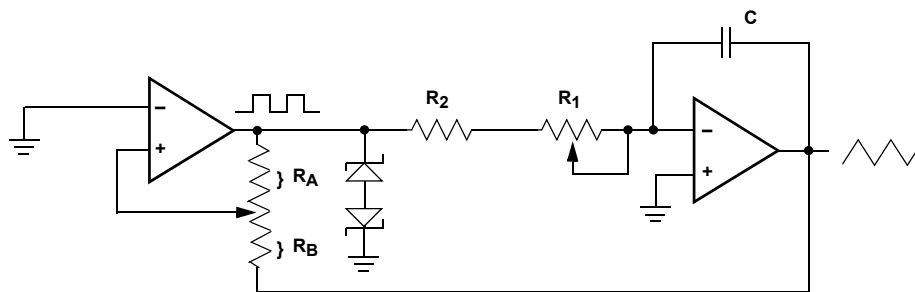 C
R2
R1
–
+
} RA
} RB
–
+